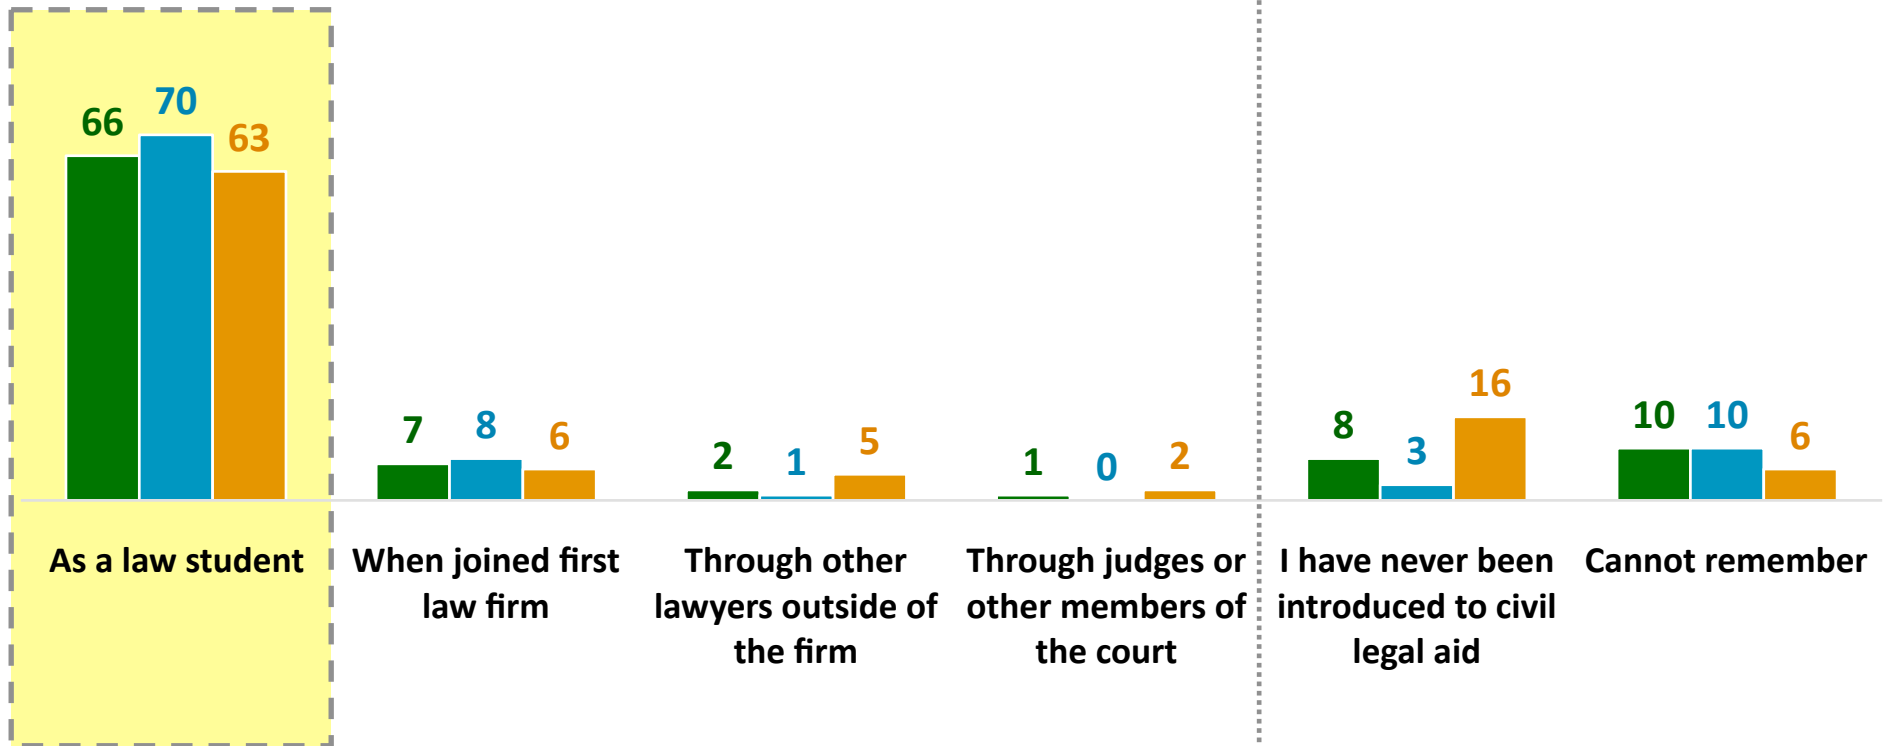 66 70 63
7 8 6
2 1 5
1 0 2
8 3 16
10 10 6
As a law student
When joined first
law firm
Through other
lawyers outside of
the firm
Through judges or
other members of
the court
I have never been
introduced to civil
legal aid
Cannot remember